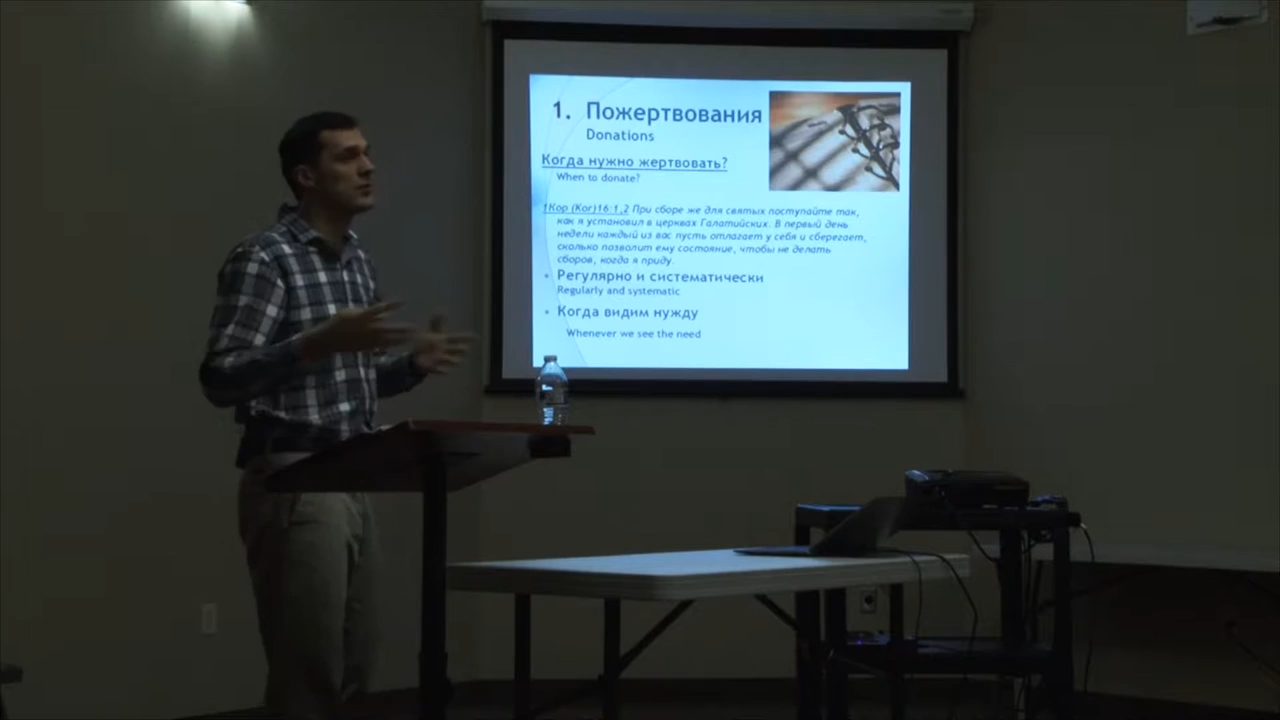 1. Пожертвования
Donations
Когда нужно жертвовать?
When to donate?
1Кор (Kor)16:1,2 При сборе же для святых поступайте так,
как я установил в церквах Галатийских. В первый день
недели каждый из вас пусть отлагает у себя и сберегает,
сколько позволит ему состояние, чтобы не делать
сборов, когда я приду.
• Регулярно и систематически
Regularly and systematic
• Когда видим нужду
Whenever we see the need